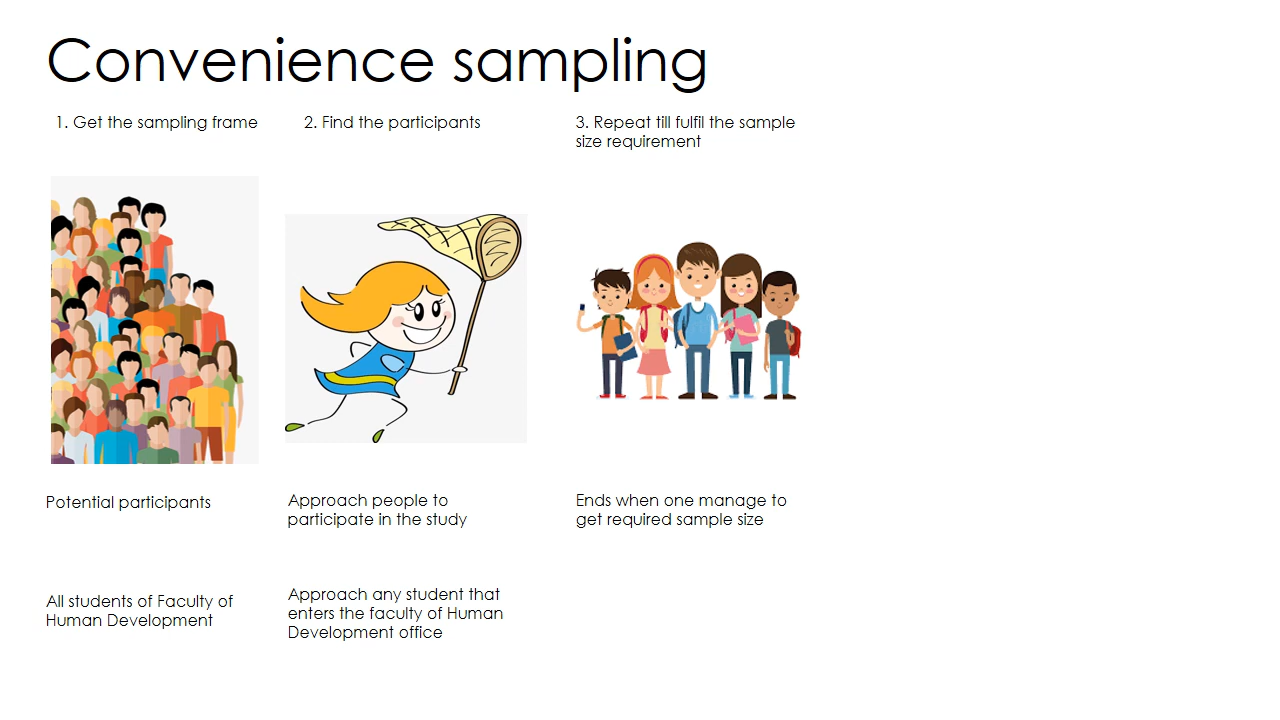 Convenience sampling
1. Get the sampling frame
2. Find the participants
3. Repeat till fulfil the sample
size requirement
Potential participants
Approach people to
participate in the study
Ends when one manage to
get required sample size
All students of Faculty of
Human Development
Approach any student that
enters the faculty of Human
Development office